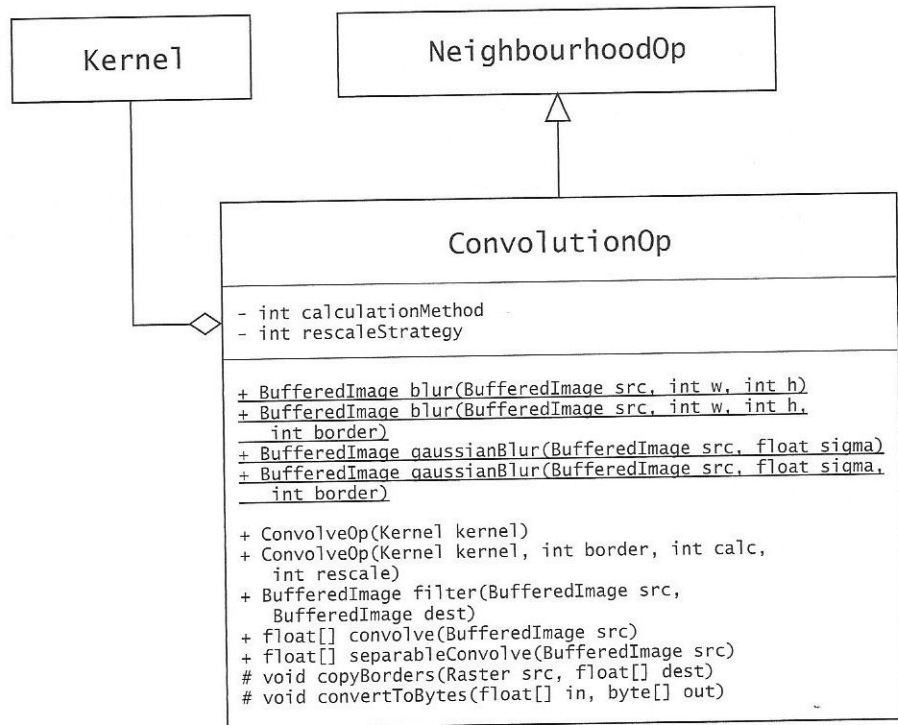 Kernel
NeighbourhoodOp
ConvolutionOp
- int calculationMethod
- int rescaleStrategy
+ BufferedImage blur(BufferedImage src, int w, int h)
+ BufferedImage blur(BufferedImage src, int w, int h,
int border)
+ BufferedImage gaussianBlur(BufferedImage src, float sigma)
+ BufferedImage gaussianBlur(BufferedImage src, float sigma,
int border)
+ ConvolveOp(Kernel kernel)
+ ConvolveOp(Kernel kernel, int border, int calc,
int rescale)
+ BufferedImage filter(BufferedImage src,
BufferedImage dest)
+ float[] convolve(BufferedImage src)
+ float[] separableConvolve(BufferedImage src)
# void copyBorders(Raster src, float[] dest)
# void convertToBytes(float[] in, byte[] out)